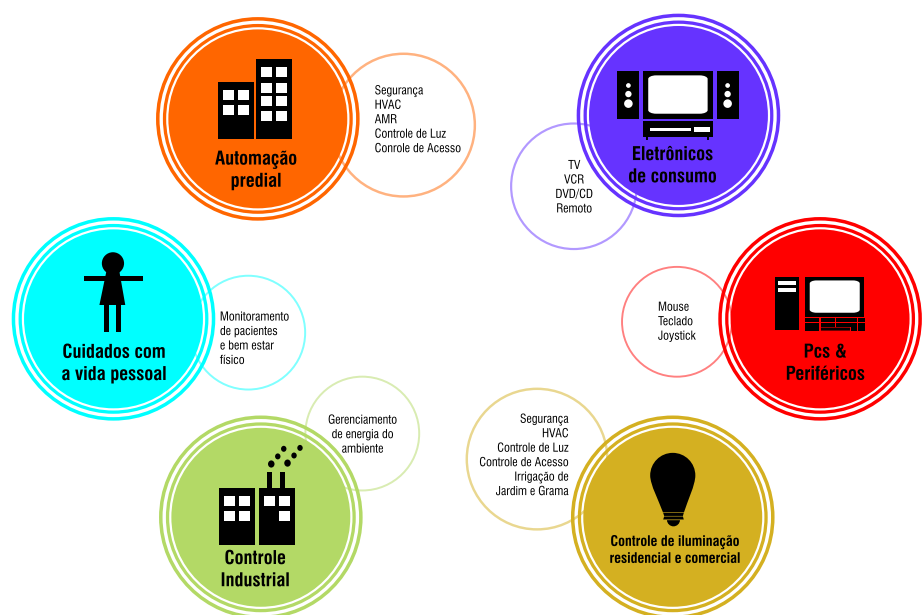 Automação
predial
Segurança
HVAC
AMR
Controle de Luz
Conrole de Acesso
Eletrônicos
de consumo
TV
VCR
DVD/CD
Remoto
Cuidados com
a vida pessoal
Monitoramento
de pacientes
e bem estar
fisico
Mouse
Teclado
Joystick
Pcs &
Periféricos
Controle
Industrial
Gerenciamento
de energia do
ambiente
Segurança
HVAC
Controle de Luz
Controle de Acesso
Irrigação de
Jardim e Grama
Controle de iluminação
residencial e comercial